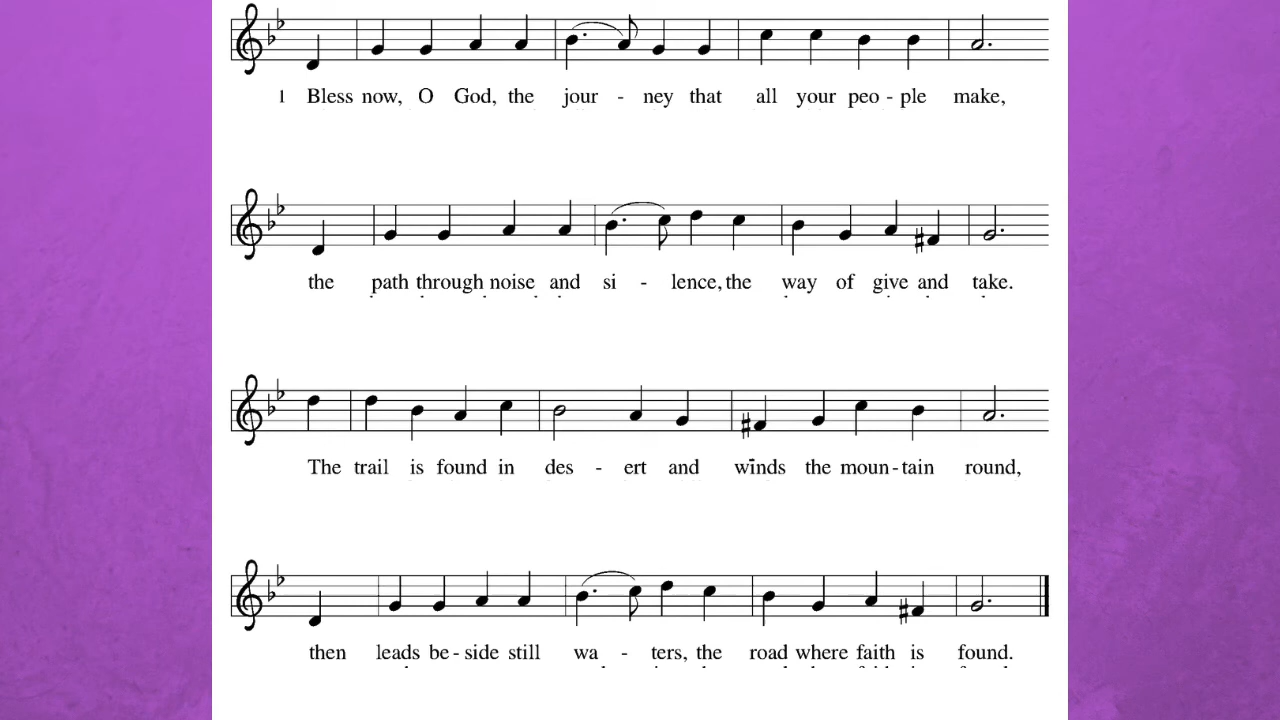 1 Bless now, O God, the jour - ney that all your peo - ple make,
the path through noise and si - lence, the way of give and take.
The trail is found in des - ert and winds the moun - tain round,
then leads be - side still wa - ters, the road where faith is found.